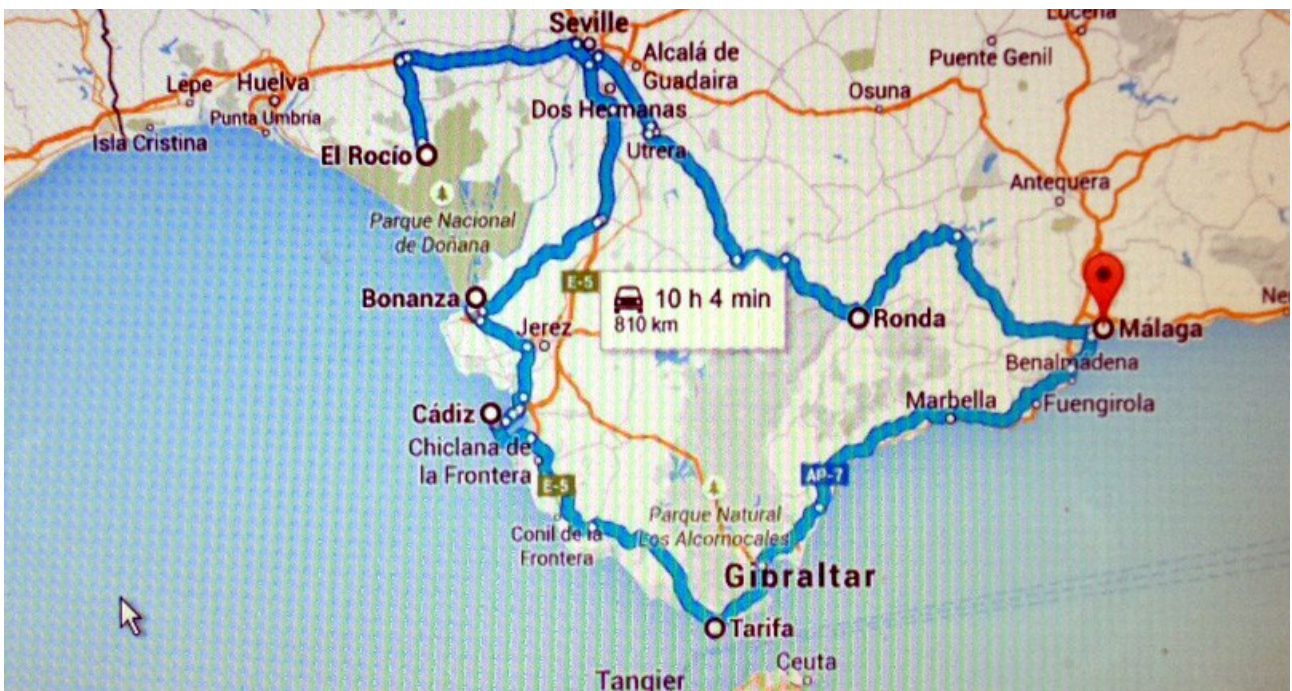 Lucena
Seville
Puente Genil
Alcalá de
Guadaira
Lepe
Huelva
Osuna
Dos Hermanas
Punta Umbría
Isla Cristina
Utrera
El Rocío
Antequera
Parque Nacional
de Doñana
E-5
Bonanza
10 h 4 min
810 km
Ronda
Málaga
Jerez
Benalmádena
Marbella
Fuengirola
Cádiz
Chiclana de
la Frontera
AP-7
E-5
Parque Natural
Los Alcornocales
Conil de la
Frontera
Gibraltar
Tarifa
Ceuta
Tangier